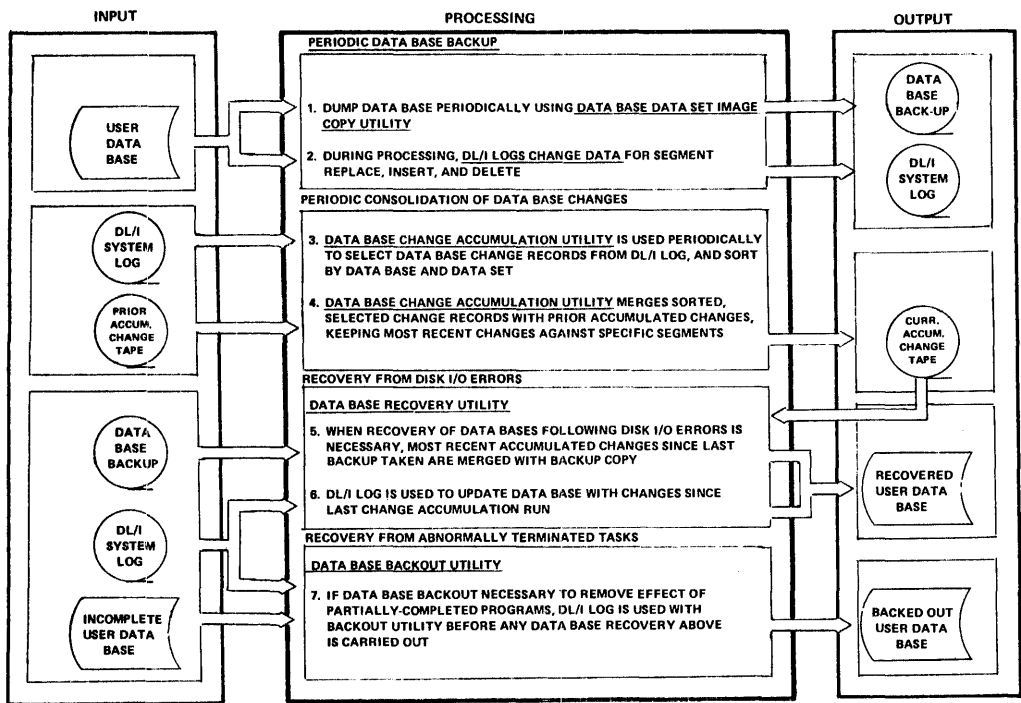 INPUT
PROCESSING
OUTPUT
PERIODIC DATA BASE BACKUP
USER
DATA
BASE
1. DUMP DATA BASE PERIODICALLY USING DATA BASE DATA SET IMAGE
COPY UTILITY
2. DURING PROCESSING, DL/I LOGS CHANGE DATA FOR SEGMENT
REPLACE, INSERT, AND DELETE
DATA
BASE
BACK-UP
DL/I
SYSTEM
LOG
PERIODIC CONSOLIDATION OF DATA BASE CHANGES
DL/I
SYSTEM
LOG
PRIOR
ACCUM.
CHANGE
TAPE
3. DATA BASE CHANGE ACCUMULATION UTILITY IS USED PERIODICALLY
TO SELECT DATA BASE CHANGE RECORDS FROM DL/I LOG, AND SORT
BY DATA BASE AND DATA SET
4. DATA BASE CHANGE ACCUMULATION UTILITY MERGES SORTED,
SELECTED CHANGE RECORDS WITH PRIOR ACCUMULATED CHANGES,
KEEPING MOST RECENT CHANGES AGAINST SPECIFIC SEGMENTS
CURR.
ACCUM.
CHANGE
TAPE
RECOVERY FROM DISK I/O ERRORS
DATA BASE RECOVERY UTILITY
DATA
BASE
BACKUP
5. WHEN RECOVERY OF DATA BASES FOLLOWING DISK I/O ERRORS IS
NECESSARY, MOST RECENT ACCUMULATED CHANGES SINCE LAST
BACKUP TAKEN ARE MERGED WITH BACKUP COPY
6. DL/I LOG IS USED TO UPDATE DATA BASE WITH CHANGES SINCE
LAST CHANGE ACCUMULATION RUN
RECOVERED
USER DATA
BASE
DL/I
SYSTEM
LOG
RECOVERY FROM ABNORMALLY TERMINATED TASKS
DATA BASE BACKOUT UTILITY
INCOMPLETE
USER DATA
BASE
7. IF DATA BASE BACKOUT NECESSARY TO REMOVE EFFECT OF
PARTIALLY-COMPLETED PROGRAMS, DL/I LOG IS USED WITH
BACKOUT UTILITY BEFORE ANY DATA BASE RECOVERY ABOVE
IS CARRIED OUT
BACKED OUT
USER DATA
BASE